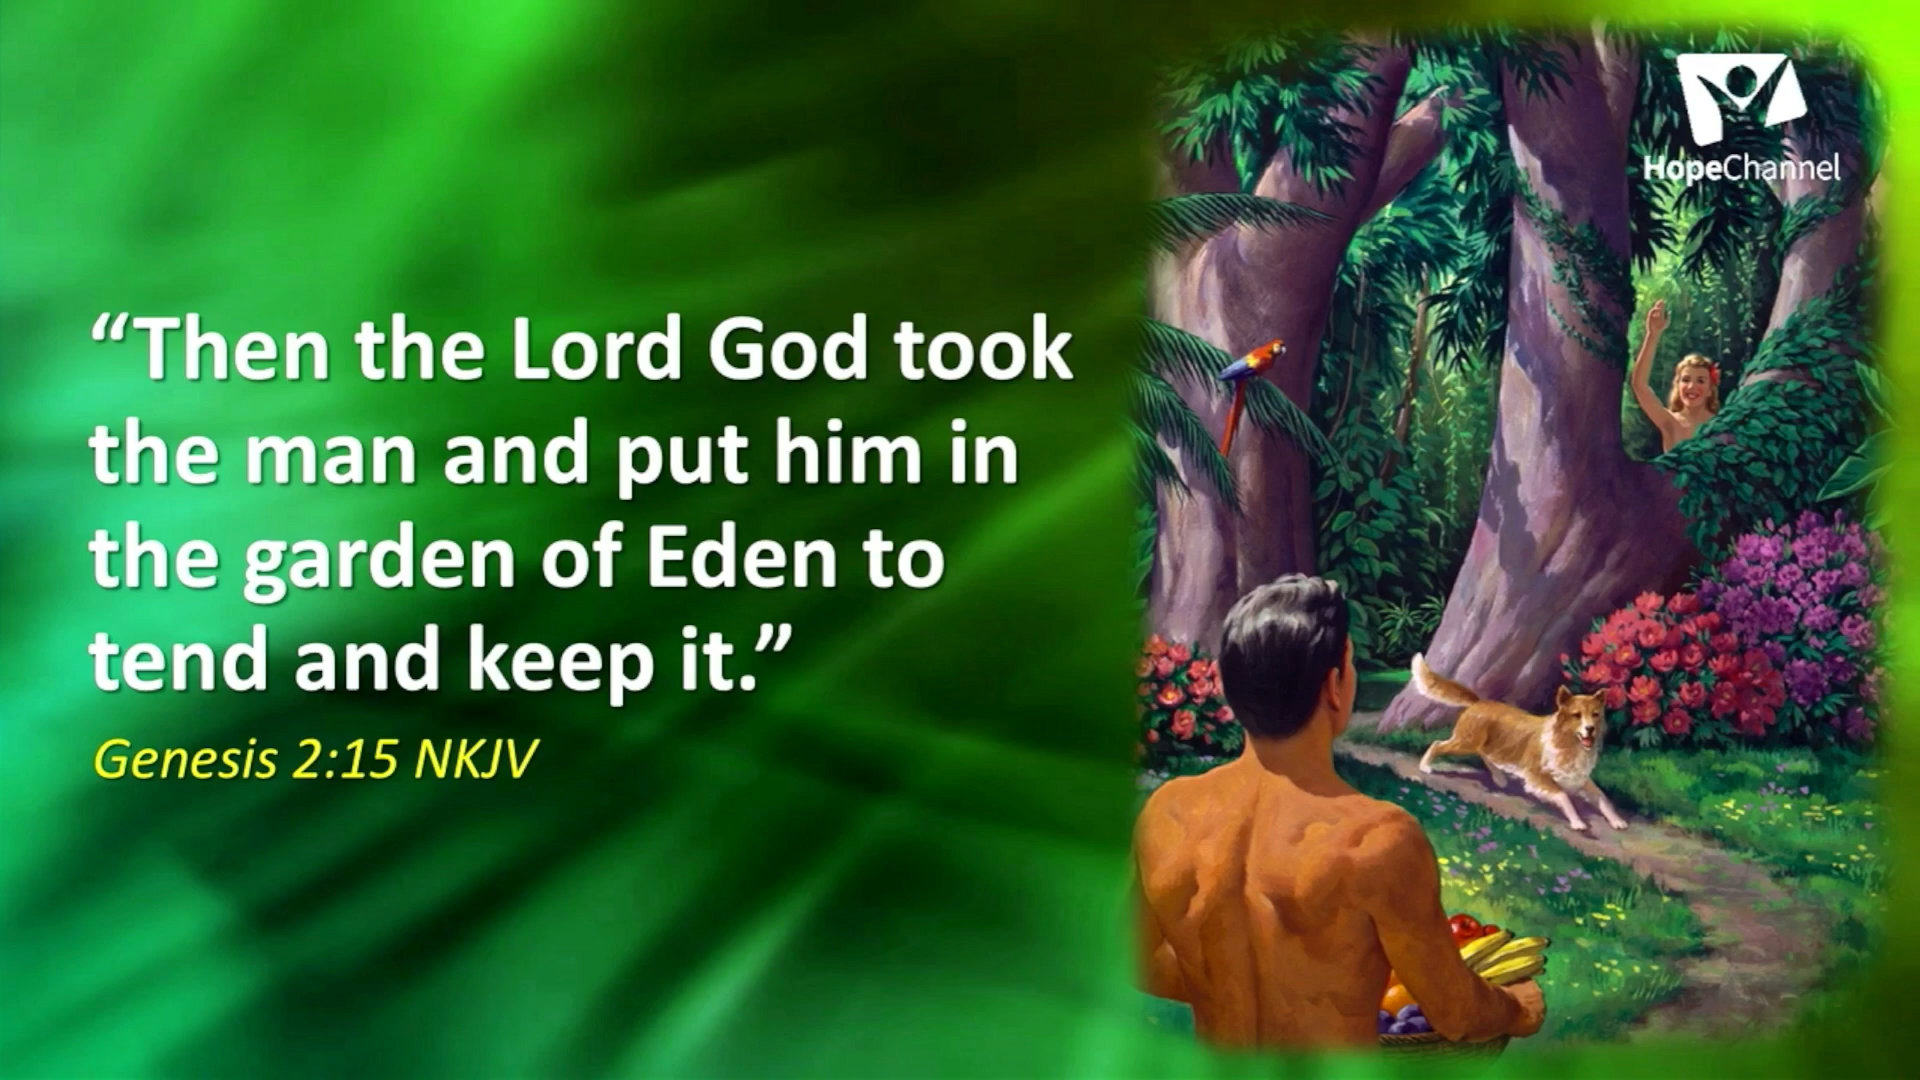 “Then the Lord God took
the man and put him in
the garden of Eden to
tend and keep it.”
Genesis 2:15 NKJV
HopeChannel